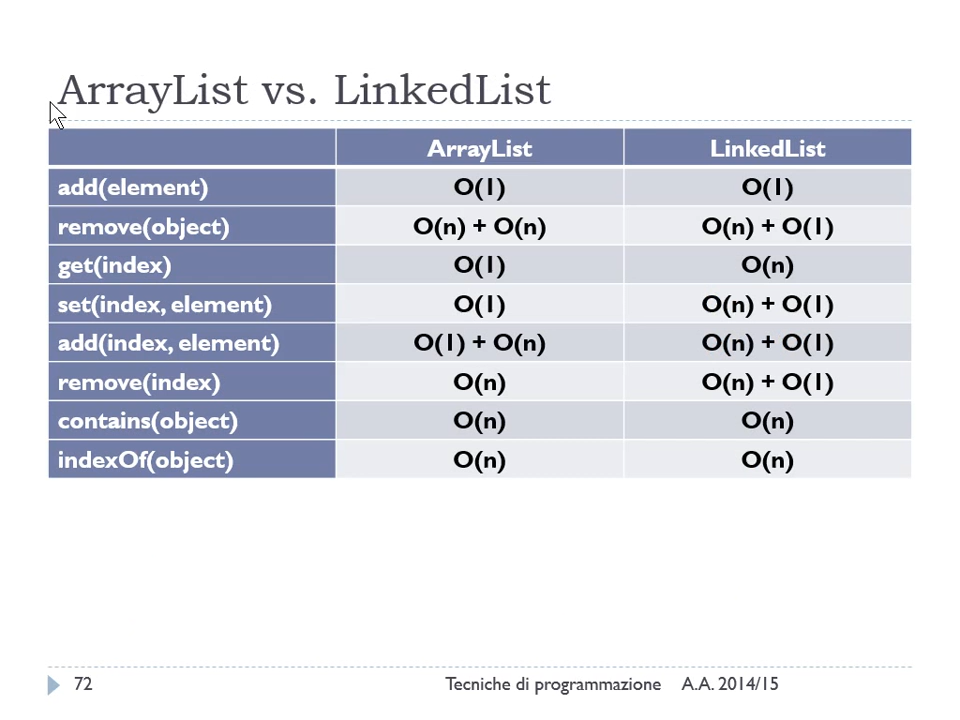 ArrayList vs. LinkedList
ArrayList LinkedList
add(element) O(1) O(1)
remove(object) O(n) + O(n) O(n) + O(1)
get(index) O(1) O(n)
set(index, element) O(1) O(n) + O(1)
add(index, element) O(1) + O(n) O(n) + O(1)
remove(index) O(n) O(n) + O(1)
contains(object) O(n) O(n)
indexOf(object) O(n) O(n)
72 Tecniche di programmazione A.A. 2014/15